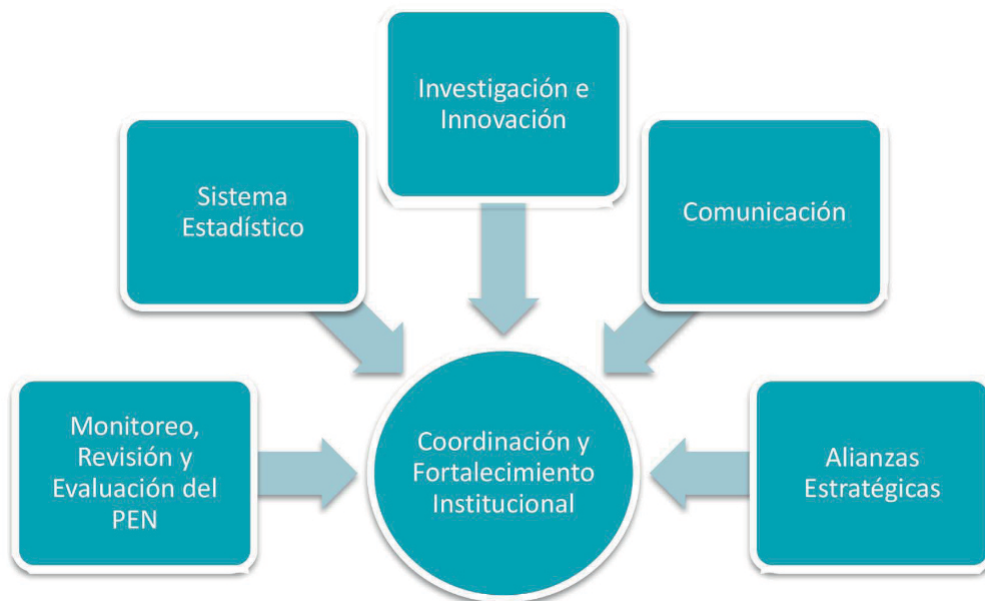 Investigación e
Innovación
Sistema
Estadístico
Comunicación
Monitoreo,
Revisión y
Evaluación del
PEN
Coordinación y
Fortalecimiento
Institucional
Alianzas
Estratégicas